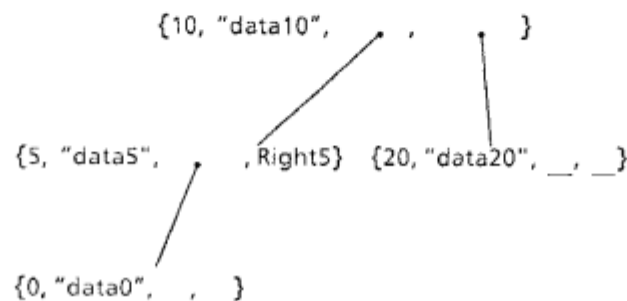 {10, "data10", , }
{5, "data5", , Right5} {20, "data20", __, __}
{0, "data0", , }